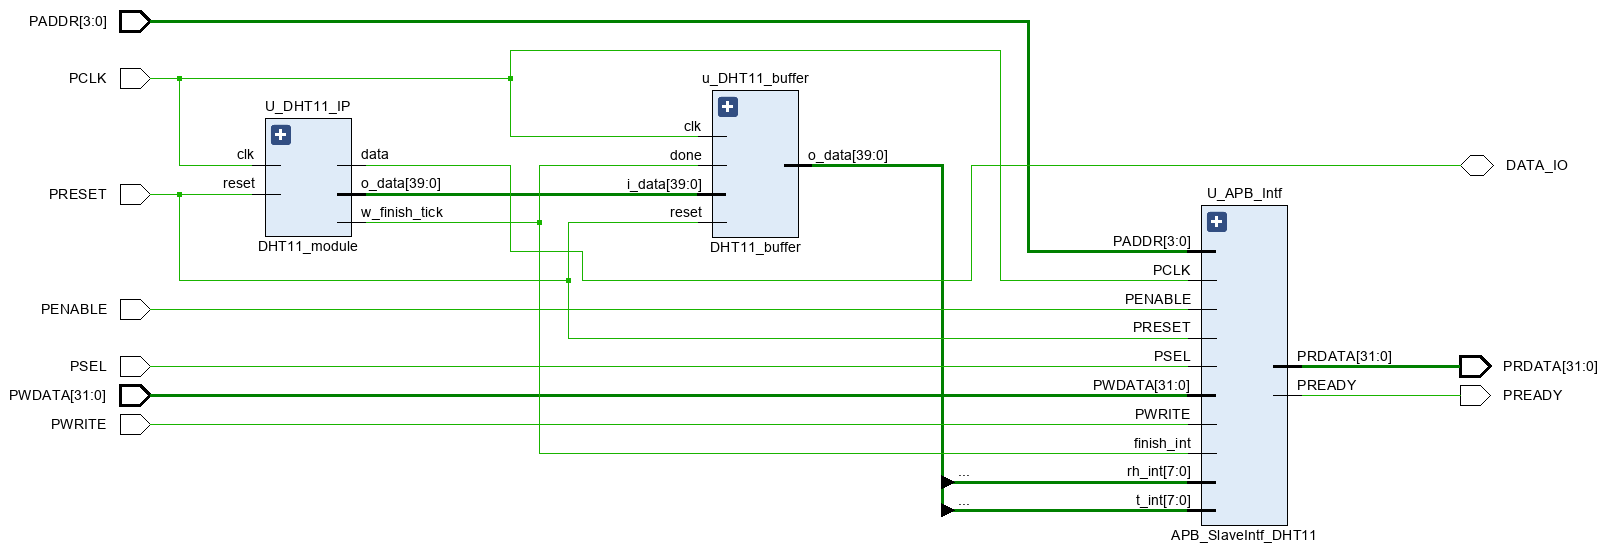 PADDR[3:0]
PCLK
PRESET
PENABLE
PSEL
PWDATA[31:0]
PWRITE
U_DHT11_IP
clk
reset
data
o_data[39:0]
w_finish_tick
DHT11_module
u_DHT11_buffer
clk
done
i_data[39:0]
reset
o_data[39:0]
DHT11_buffer
U_APB_Intf
PADDR[3:0]
PCLK
PENABLE
PRESET
PSEL
PWDATA[31:0]
PWRITE
finish_int
... rh_int[7:0]
... t_int[7:0]
PRDATA[31:0]
PREADY
APB_SlaveIntf_DHT11
DATA_IO
PRDATA[31:0]
PREADY